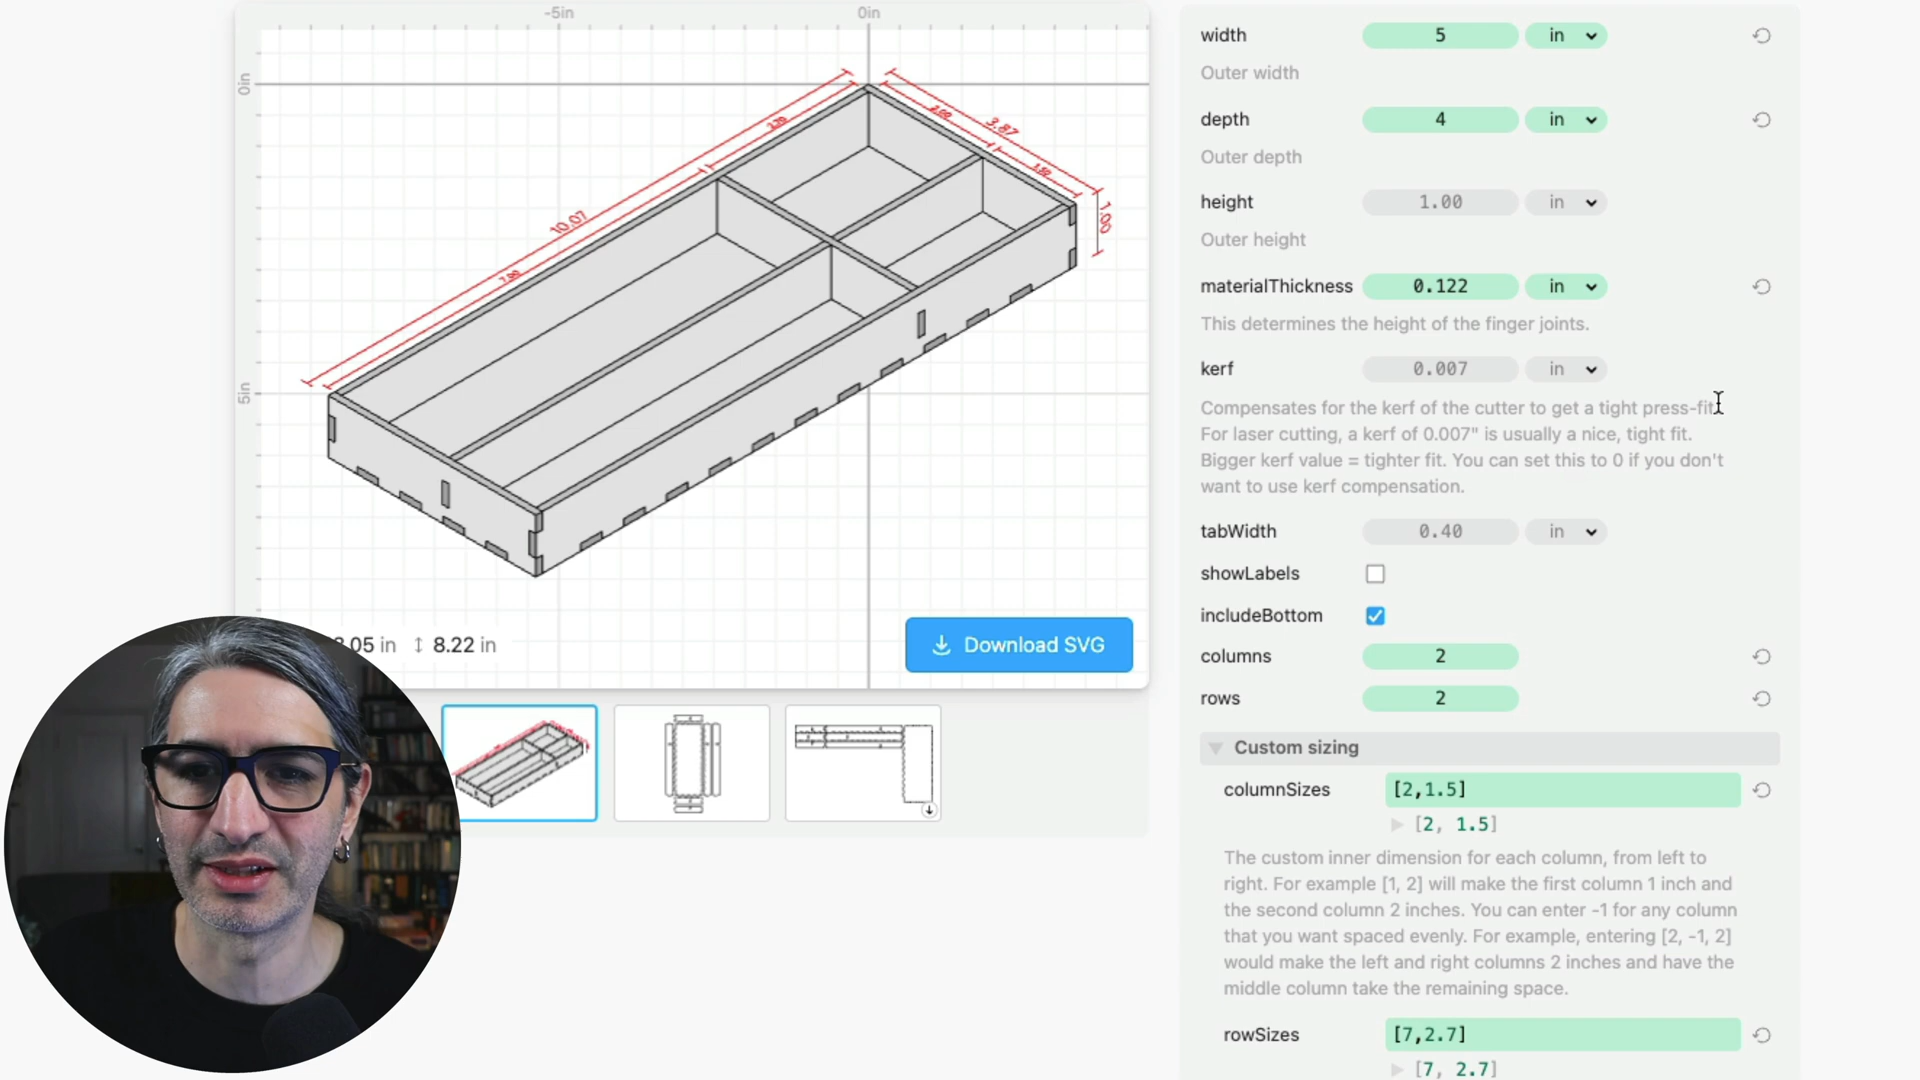 -5in
0in
0in
5in
10.07
7.00
2.70
2.00
3.87
1.50
1.00
.05 in ↕ 8.22 in
Download SVG
width 5 in
Outer width
depth 4 in
Outer depth
height 1.00 in
Outer height
materialThickness 0.122 in
This determines the height of the finger joints.
kerf 0.007 in
Compensates for the kerf of the cutter to get a tight press-fit.
For laser cutting, a kerf of 0.007" is usually a nice, tight fit.
Bigger kerf value = tighter fit. You can set this to 0 if you don't
want to use kerf compensation.
tabWidth 0.40 in
showLabels
includeBottom
columns 2
rows 2
Custom sizing
columnSizes [2,1.5]
[2, 1.5]
The custom inner dimension for each column, from left to
right. For example [1, 2] will make the first column 1 inch and
the second column 2 inches. You can enter -1 for any column
that you want spaced evenly. For example, entering [2, -1, 2]
would make the left and right columns 2 inches and have the
middle column take the remaining space.
rowSizes [7,2.7]
[7, 2.7]